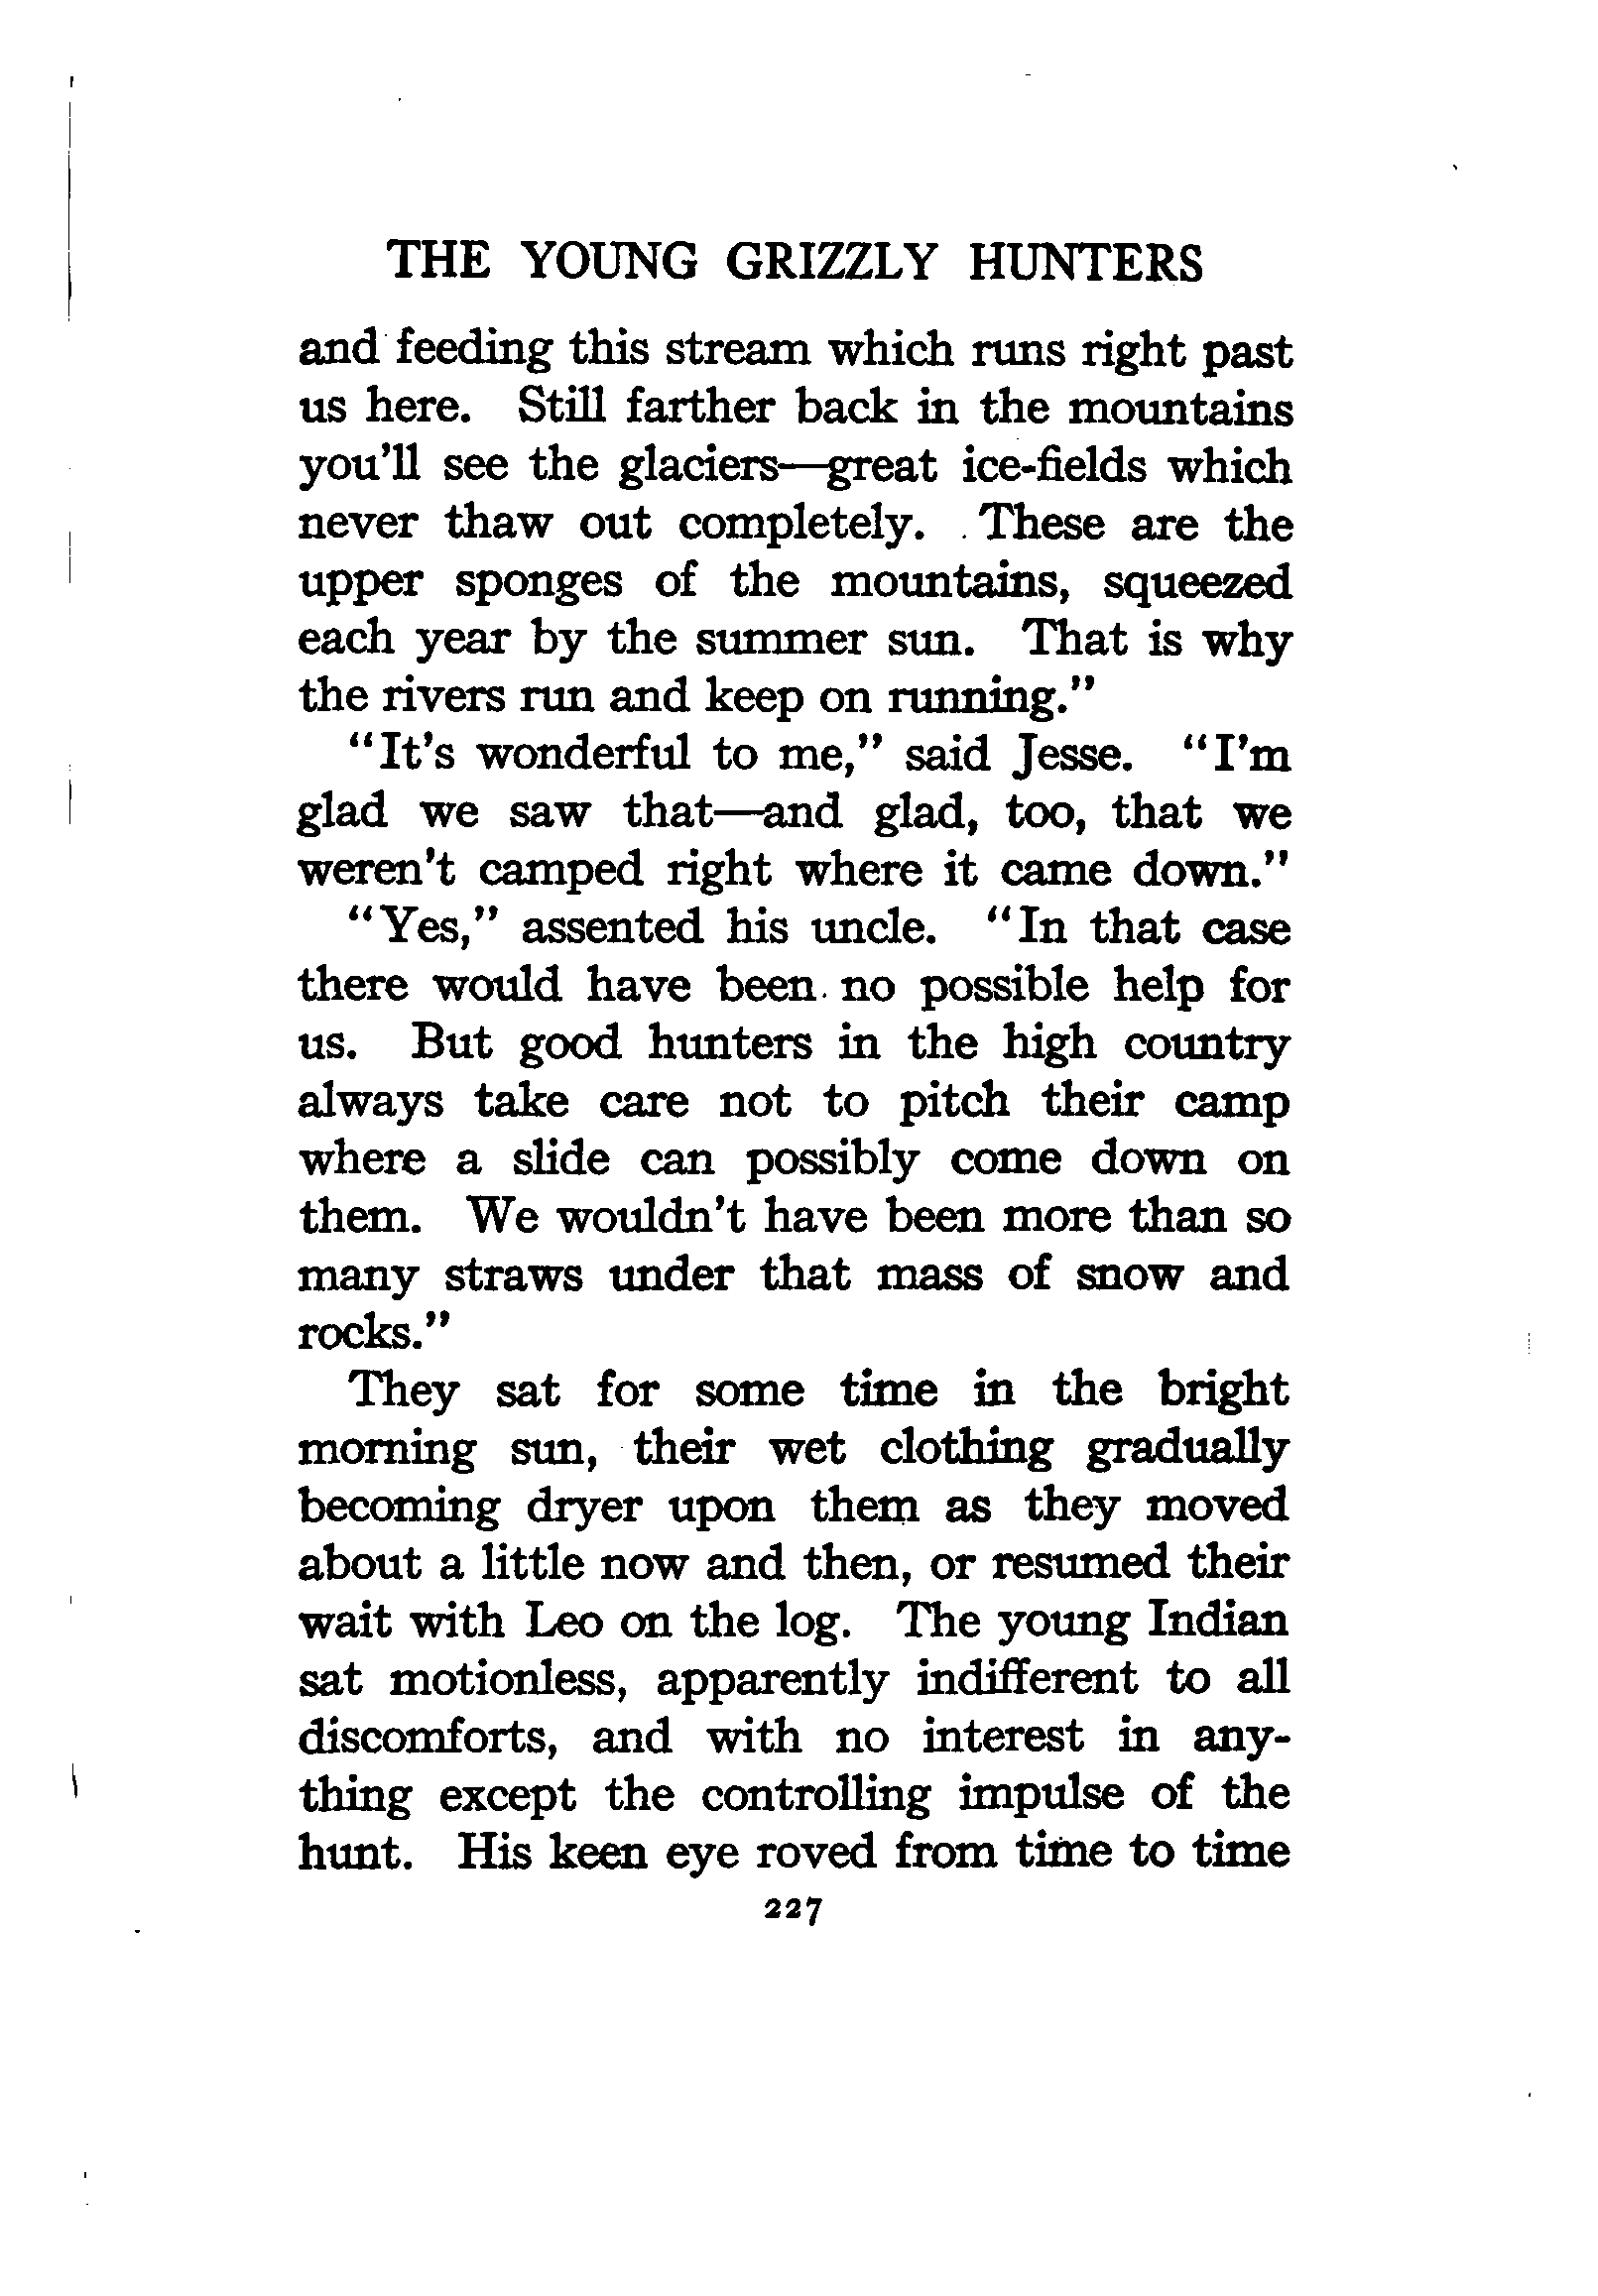 THE YOUNG GRIZZLY HUNTERS
and feeding this stream which runs right past
us here. Still farther back in the mountains
you'll see the glaciers—great ice-fields which
never thaw out completely. These are the
upper sponges of the mountains, squeezed
each year by the summer sun. That is why
the rivers run and keep on running."
"It's wonderful to me," said Jesse. "I'm
glad we saw that—and glad, too, that we
weren't camped right where it came down."
"Yes," assented his uncle. "In that case
there would have been no possible help for
us. But good hunters in the high country
always take care not to pitch their camp
where a slide can possibly come down on
them. We wouldn't have been more than so
many straws under that mass of snow and
rocks."
They sat for some time in the bright
morning sun, their wet clothing gradually
becoming dryer upon them as they moved
about a little now and then, or resumed their
wait with Leo on the log. The young Indian
sat motionless, apparently indifferent to all
discomforts, and with no interest in any-
thing except the controlling impulse of the
hunt. His keen eye roved from time to time
227